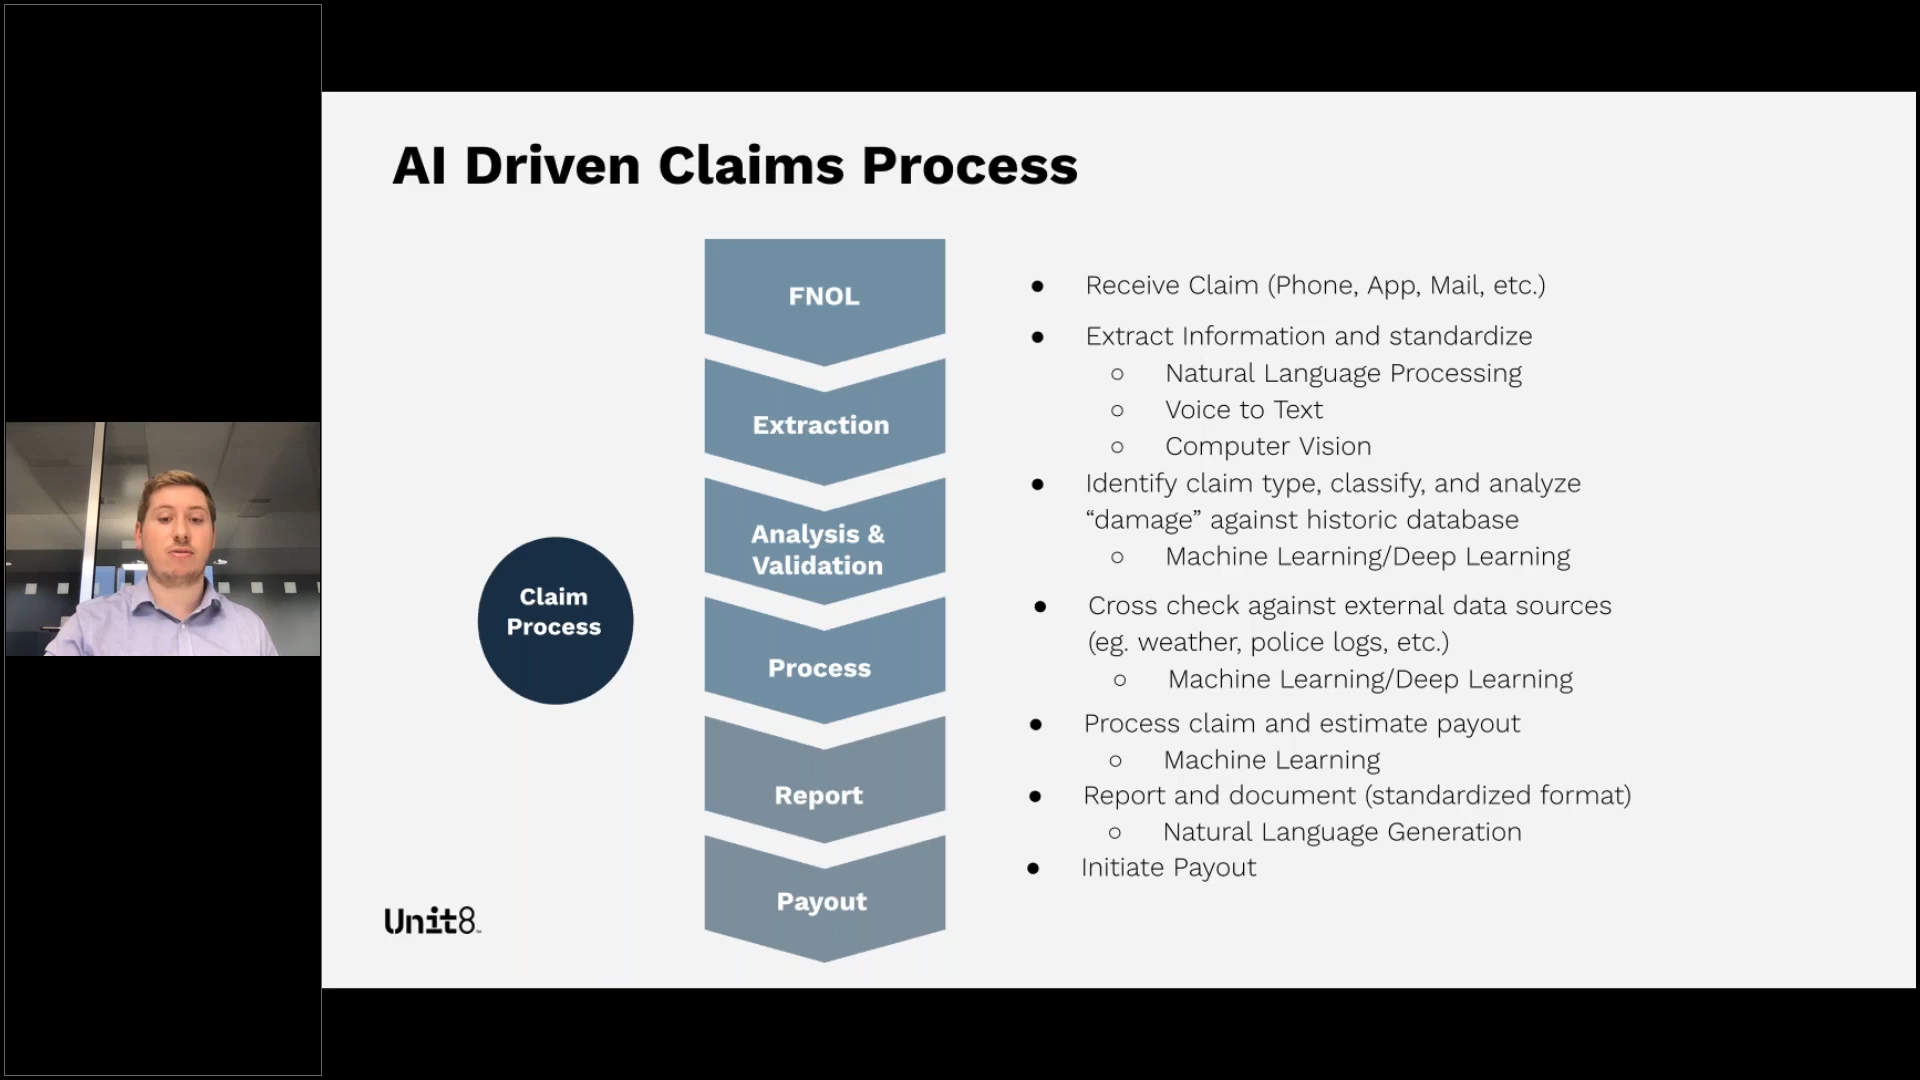 AI Driven Claims Process
Claim
Process
FNOL
Extraction
Analysis &
Validation
Process
Report
Payout
● Receive Claim (Phone, App, Mail, etc.)
● Extract Information and standardize
○ Natural Language Processing
○ Voice to Text
○ Computer Vision
● Identify claim type, classify, and analyze
“damage” against historic database
○ Machine Learning/Deep Learning
● Cross check against external data sources
(eg. weather, police logs, etc.)
○ Machine Learning/Deep Learning
● Process claim and estimate payout
○ Machine Learning
● Report and document (standardized format)
○ Natural Language Generation
● Initiate Payout
Unit8